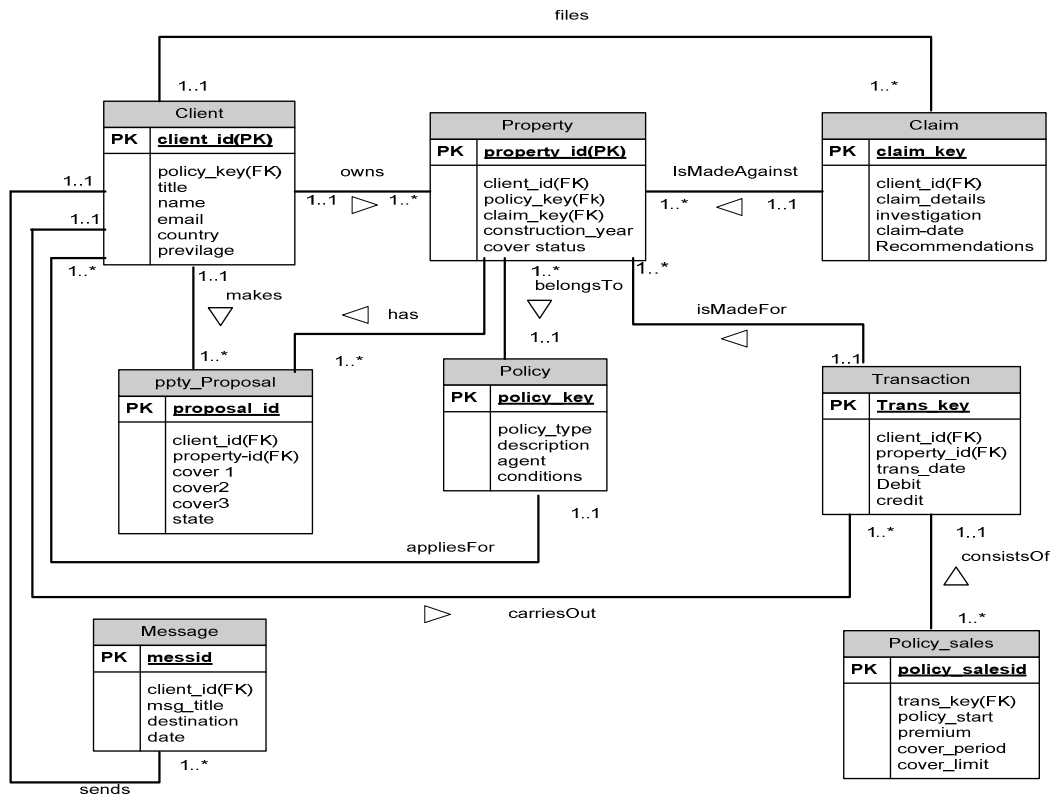 files
1..1
1..*
Client
PK client_id(PK)
policy_key(FK)
title
name
email
country
previlage
Property
PK property_id(PK)
client_id(FK)
policy_key(Fk)
claim_key(FK)
construction_year
cover status
Claim
PK claim_key
client_id(FK)
claim_details
investigation
claim-date
Recommendations
owns
1..1 1..*
IsMadeAgainst
1..* 1..1
1..1
1..1
1..*
1..1
makes
1..*
has
1..*
1..*
belongsTo
1..1
1..*
isMadeFor
1..1
ppty_Proposal
PK proposal_id
client_id(FK)
property-id(FK)
cover 1
cover2
cover3
state
Policy
PK policy_key
policy_type
description
agent
conditions
Transaction
PK Trans_key
client_id(FK)
property_id(FK)
trans_date
Debit
credit
1..1
appliesFor
1..*
1..1
consistsOf
1..*
carriesOut
Message
PK messid
client_id(FK)
msg_title
destination
date
1..*
sends
Policy_sales
PK policy_salesid
trans_key(FK)
policy_start
premium
cover_period
cover_limit